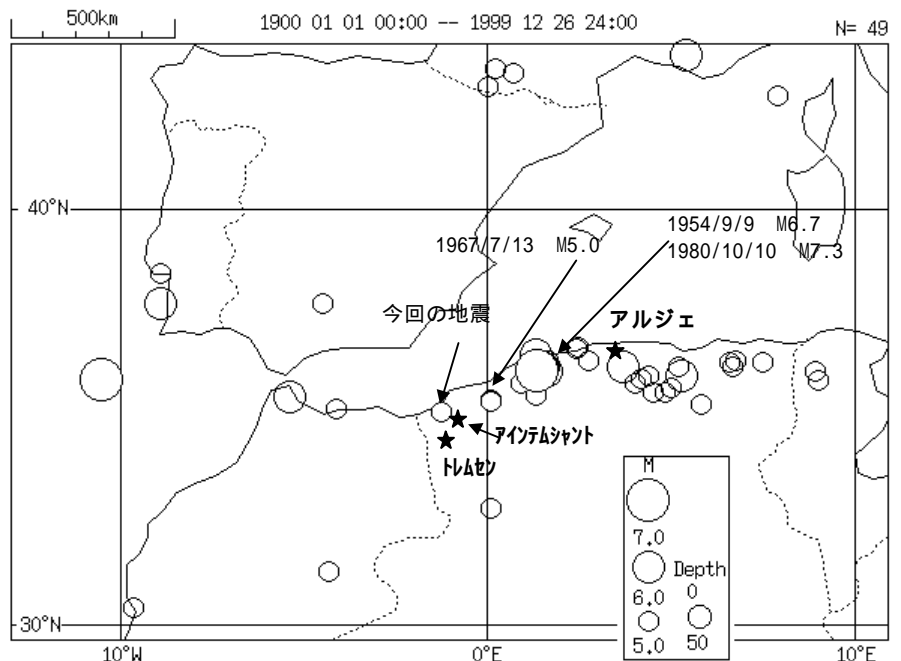 500km
1900 01 01 00:00 -- 1999 12 26 24:00
N= 49
40°N
1954/9/9 M6.7
1967/7/13 M5.0
1980/10/10 M7.3
今回の地震
アルジェ
アインテムシャント
トレムセン
M
7.0
Depth
6.0 0
5.0 50
30°N
10°W
0°E
10°E